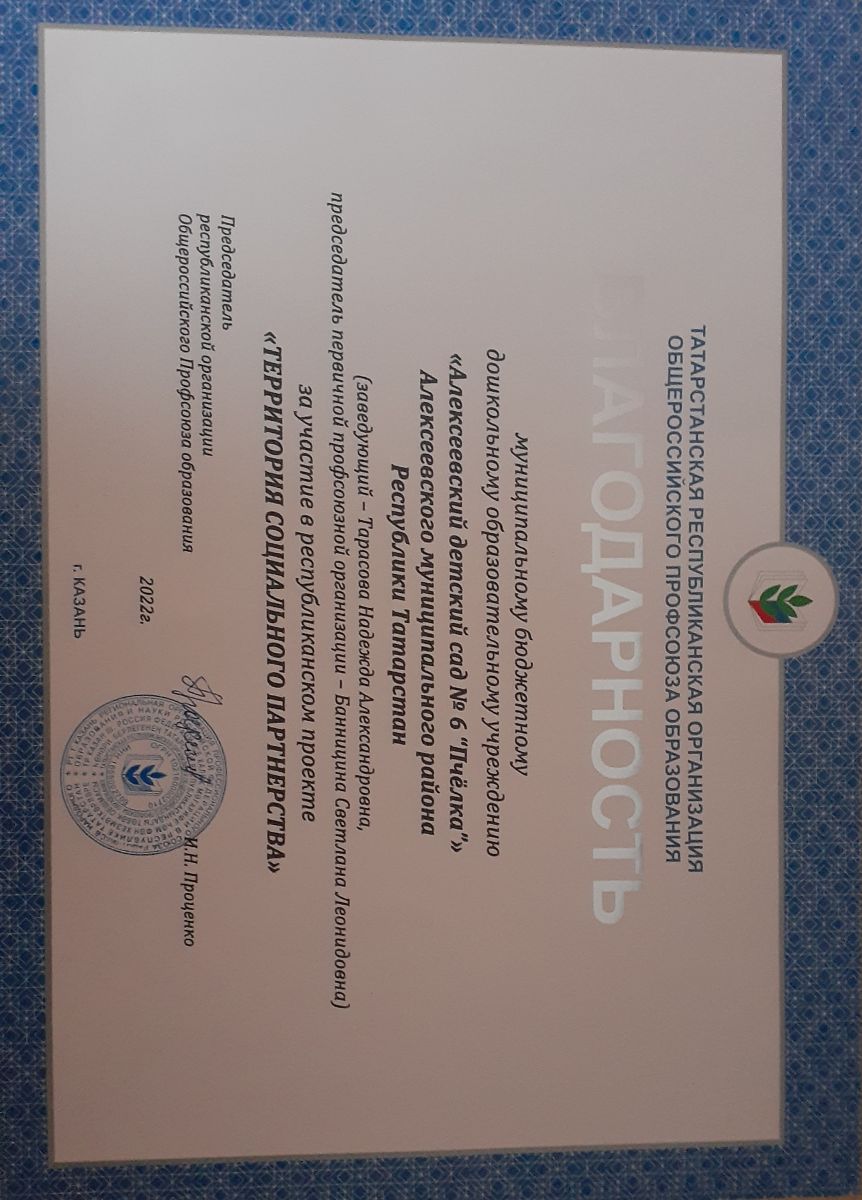 ТАТАРСТАНСКАЯ РЕСПУБЛИКАНСКАЯ ОРГАНИЗАЦИЯ
ОБЩЕРОССИЙСКОГО ПРОФСОЮЗА ОБРАЗОВАНИЯ
БЛАГОДАРНОСТЬ
муниципальному бюджетному
дошкольному образовательному учреждению
«Алексеевский детский сад № 6 "Пчёлка"»
Алексеевского муниципального района
Республики Татарстан
(заведующий – Тарасова Надежда Александровна,
председатель первичной профсоюзной организации – Банницина Светлана Леонидовна)
за участие в республиканском проекте
«ТЕРРИТОРИЯ СОЦИАЛЬНОГО ПАРТНЕРСТВА»
Председатель
республиканской организации
Общероссийского Профсоюза образования
И.Н. Проценко
2022г.
г. КАЗАНЬ